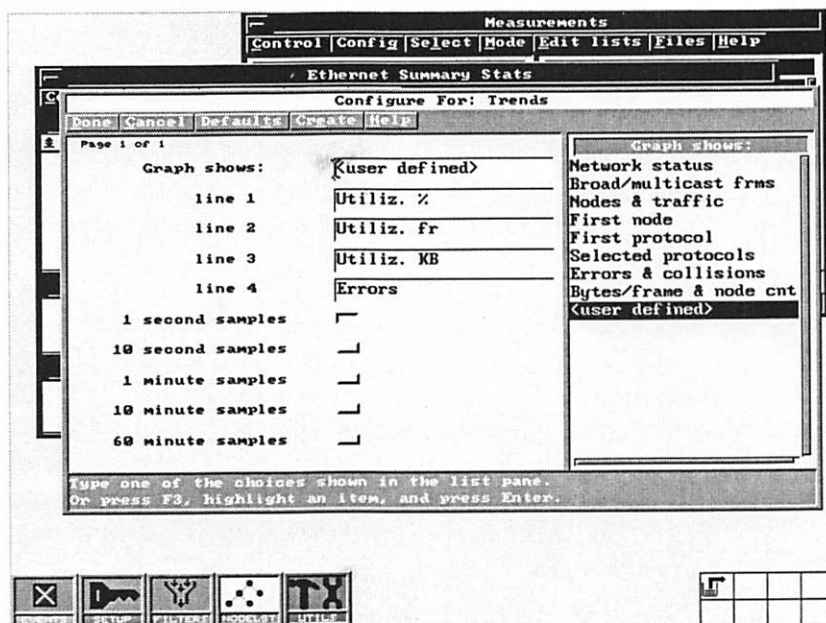 Measurements
Control Config Select Mode Edit lists Files Help
Ethernet Summary Stats
C
Configure For: Trends
Done Cancel Defaults Create Help
Page 1 of 1
Graph shows: <user defined>
line 1 Utiliz. %
line 2 Utiliz. fr
line 3 Utiliz. KB
line 4 Errors
1 second samples
10 second samples
1 minute samples
10 minute samples
60 minute samples
Graph shows:
Network status
Broad/multicast frms
Nodes & traffic
First node
First protocol
Selected protocols
Errors & collisions
Bytes/frame & node cnt
<user defined>
Type one of the choices shown in the list pane.
Or press F3, highlight an item, and press Enter.
EVENTS SETUP FILTERS NODELST UTILS